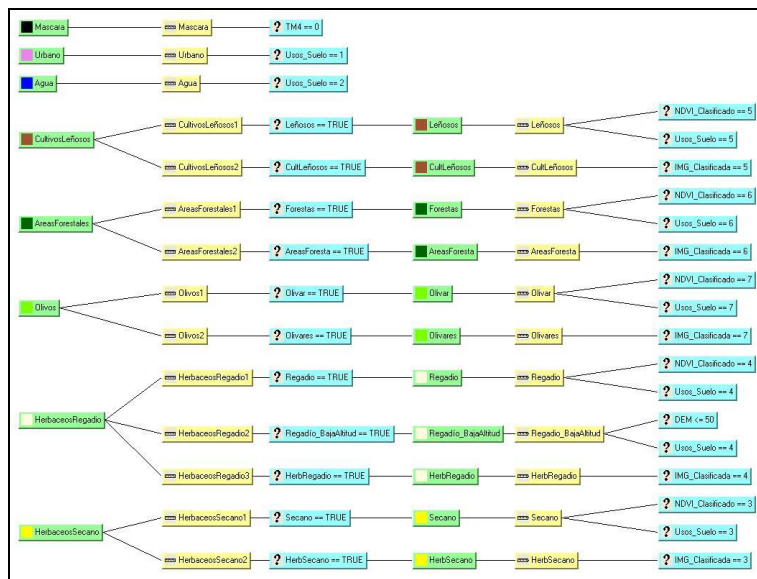 Mascara Mascara ? TM4 == 0
Urbano Urbano ? Usos_Suelo == 1
Agua Agua ? Usos_Suelo == 2
? NDVI_Clasificado == 5
CultivosLeñosos1 ? Leñosos == TRUE Leñosos Leñosos
CultivosLeñosos ? Usos_Suelo == 5
CultivosLeñosos2 ? CultLeñosos == TRUE CultLeñosos CultLeñosos ? IMG_Clasificada == 5
? NDVI_Clasificado == 6
AreasForestales1 ? Forestas == TRUE Forestas Forestas
AreasForestales ? Usos_Suelo == 6
AreasForestales2 ? AreasForesta == TRUE AreasForesta AreasForesta ? IMG_Clasificada == 6
? NDVI_Clasificado == 7
Olivos1 ? Olivar == TRUE Olivar Olivar
Olivos ? Usos_Suelo == 7
Olivos2 ? Olivares == TRUE Olivares Olivares ? IMG_Clasificada == 7
? NDVI_Clasificado == 4
HerbaceosRegadio1 ? Regadio == TRUE Regadio Regadio
? Usos_Suelo == 4
? DEM <= 50
HerbaceosRegadio HerbaceosRegadio2 ? Regadio_BajaAltitud == TRUE Regadio_BajaAltitud Regadio_BajaAltitud
? Usos_Suelo == 4
HerbaceosRegadio3 ? HerbRegadio == TRUE HerbRegadio HerbRegadio ? IMG_Clasificada == 4
? NDVI_Clasificado == 3
HerbaceosSecano1 ? Secano == TRUE Secano Secano
HerbaceosSecano ? Usos_Suelo == 3
HerbaceosSecano2 ? HerbSecano == TRUE HerbSecano HerbSecano ? IMG_Clasificada == 3